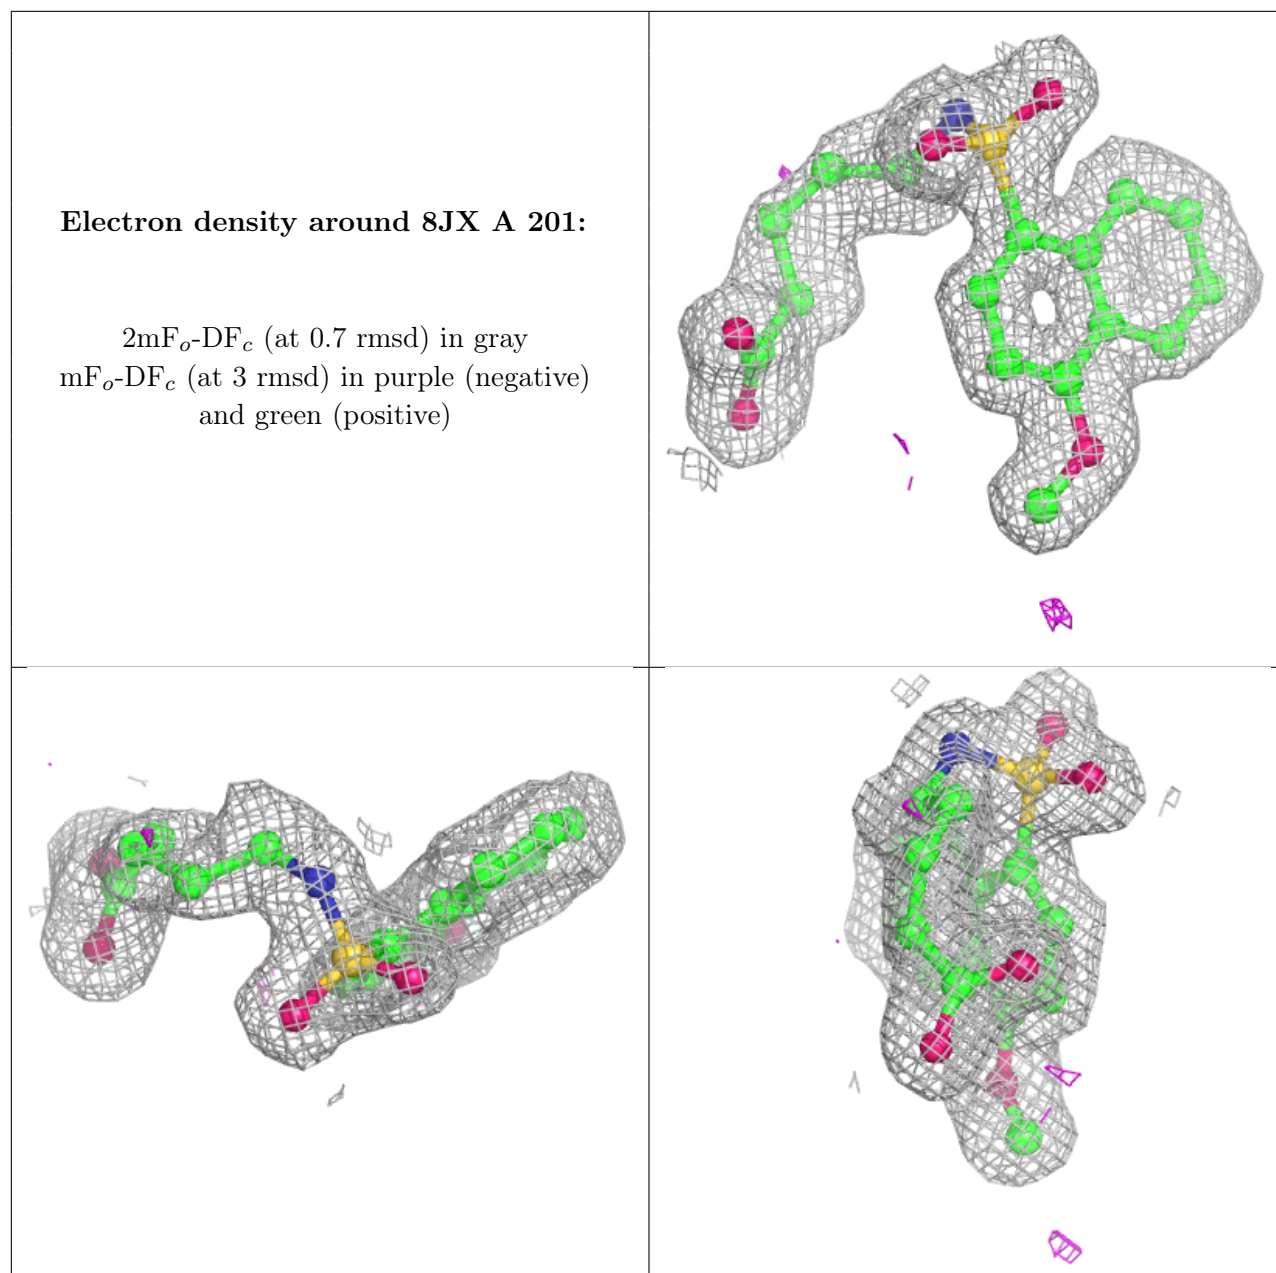 Electron density around 8JX A 201:
2mFo-DFc (at 0.7 rmsd) in gray
mFo-DFc (at 3 rmsd) in purple (negative)
and green (positive)